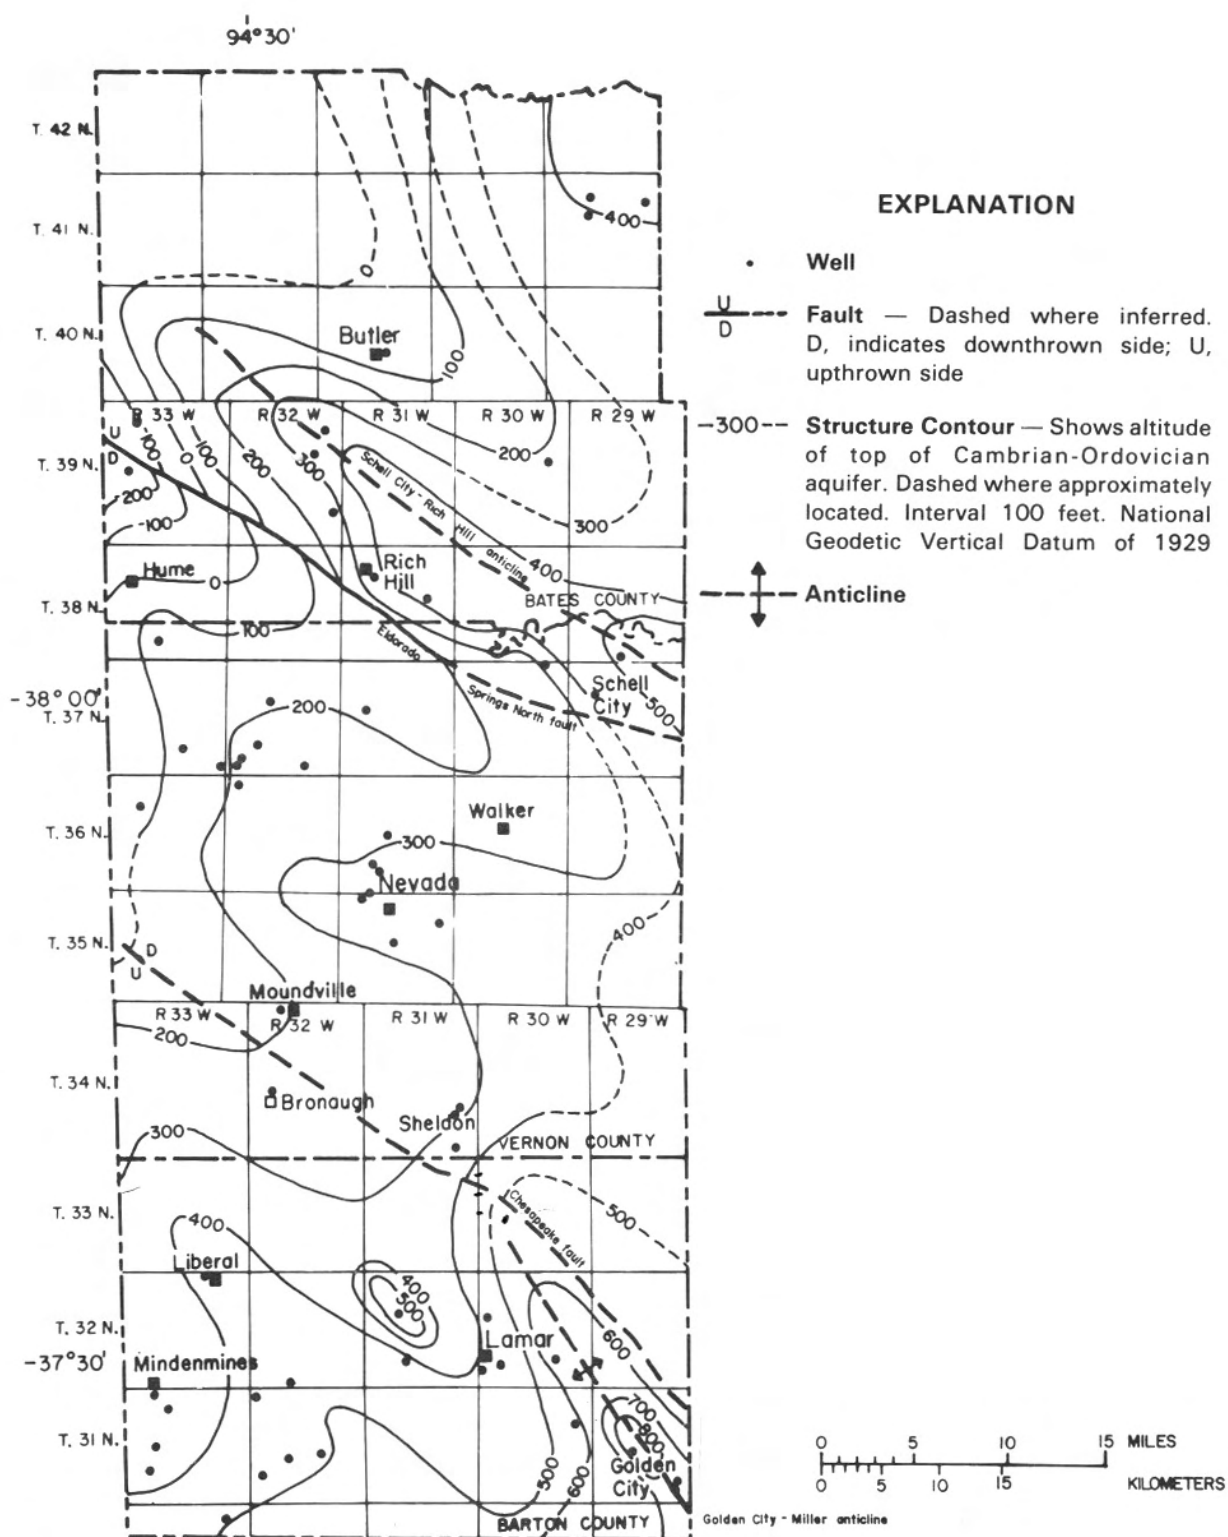 94°30'
T. 42 N.
T. 41 N.
T. 40 N.
T. 39 N.
T. 38 N.
-38°00'
T. 37 N.
T. 36 N.
T. 35 N.
T. 34 N.
T. 33 N.
T. 32 N.
-37°30'
T. 31 N.
400
0
Butler
100
R 33 W
R 32 W
R 31 W
R 30 W
R 29 W
U
D
-100
0
100
200
300
200
300
-200
-100
Schell City - Rich Hill anticline
400
Hume
0
Rich
Hill
BATES COUNTY
100
Eldorado
Springs North fault
Schell
City
500
200
Walker
300
Nevada
400
D
U
Moundville
R 33 W
R 32 W
R 31 W
R 30 W
R 29 W
200
Bronaugh
Sheldon
300
VERNON COUNTY
Chesapeake fault
500
400
Liberal
400
500
Lamar
600
Mindenmines
700
800
Golden
City
500
600
BARTON COUNTY
Golden City - Miller anticline
EXPLANATION
Well
U
D
Fault — Dashed where inferred.
D, indicates downthrown side; U,
upthrown side
-300--
Structure Contour — Shows altitude
of top of Cambrian-Ordovician
aquifer. Dashed where approximately
located. Interval 100 feet. National
Geodetic Vertical Datum of 1929
Anticline
0 5 10 15 MILES
0 5 10 15 KILOMETERS